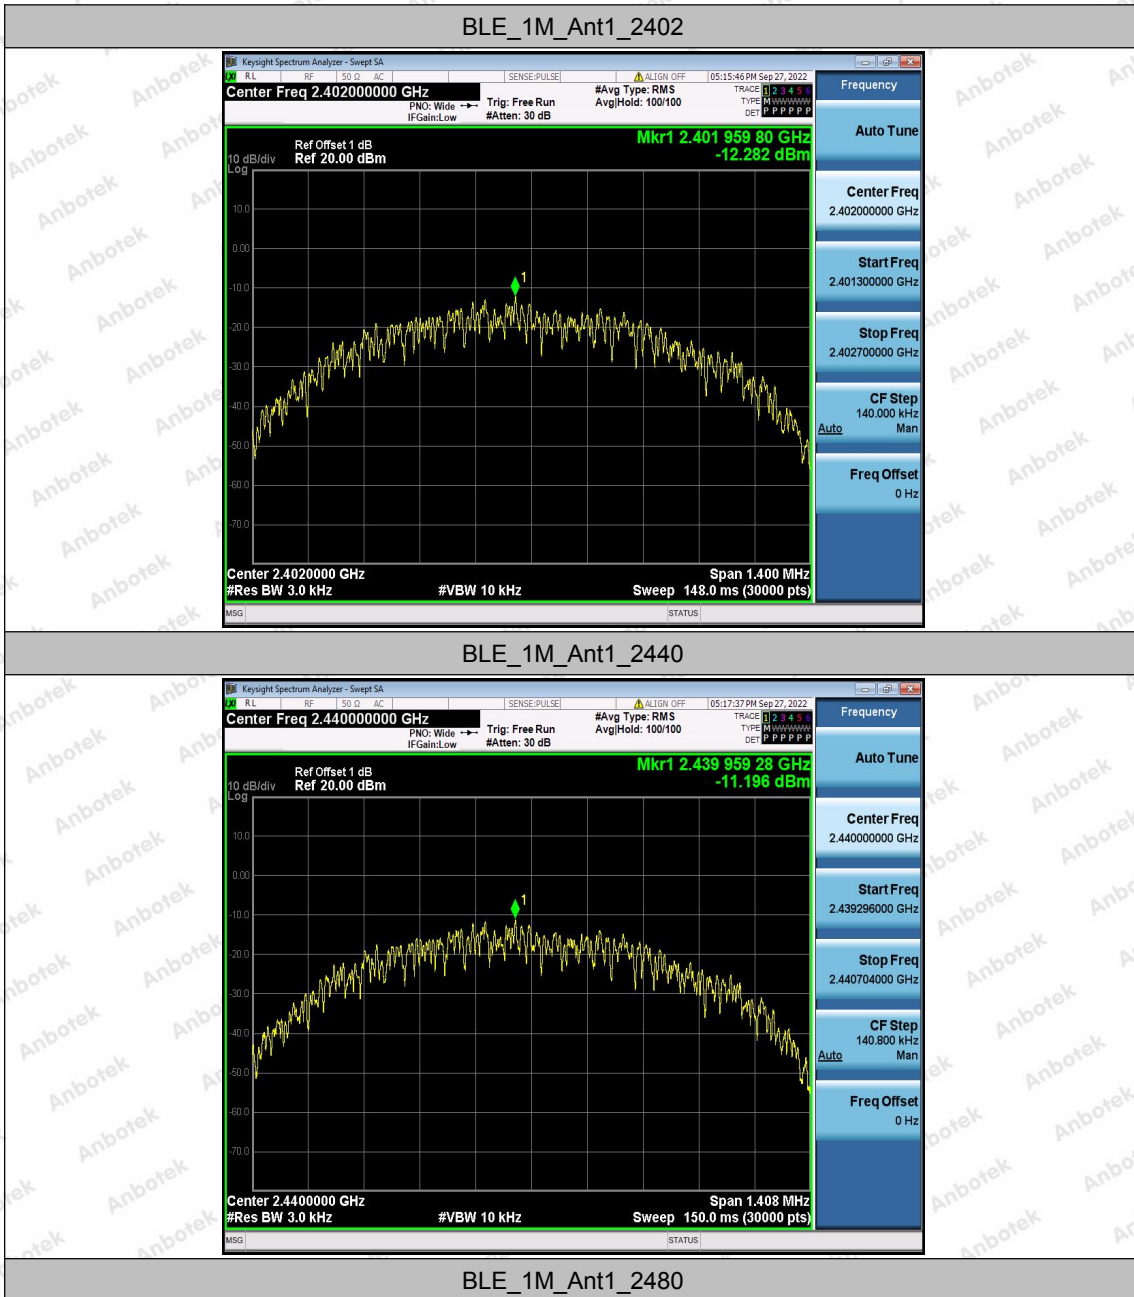 BLE_1M_Ant1_2402
Keysight Spectrum Analyzer - Swept SA
LXI RL RF 50 Ω AC SENSE:PULSE ALIGN OFF 05:15:46 PM Sep 27, 2022
Center Freq 2.402000000 GHz
PNO: Wide
IFGain:Low
Trig: Free Run
#Atten: 30 dB
#Avg Type: RMS
Avg|Hold: 100/100
TRACE 1 2 3 4 5 6
TYPE M W W W W W
DET P P P P P P
Ref Offset 1 dB
10 dB/div Ref 20.00 dBm
Log
Mkr1 2.401 959 80 GHz
-12.282 dBm
10.0
0.00
1
-10.0
-20.0
-30.0
-40.0
-50.0
-60.0
-70.0
Center 2.4020000 GHz Span 1.400 MHz
#Res BW 3.0 kHz #VBW 10 kHz Sweep 148.0 ms (30000 pts)
MSG STATUS
Frequency
Auto Tune
Center Freq
2.402000000 GHz
Start Freq
2.401300000 GHz
Stop Freq
2.402700000 GHz
CF Step
140.000 kHz
Auto Man
Freq Offset
0 Hz
BLE_1M_Ant1_2440
Keysight Spectrum Analyzer - Swept SA
LXI RL RF 50 Ω AC SENSE:PULSE ALIGN OFF 05:17:37 PM Sep 27, 2022
Center Freq 2.440000000 GHz
PNO: Wide
IFGain:Low
Trig: Free Run
#Atten: 30 dB
#Avg Type: RMS
Avg|Hold: 100/100
TRACE 1 2 3 4 5 6
TYPE M W W W W W
DET P P P P P P
Ref Offset 1 dB
10 dB/div Ref 20.00 dBm
Log
Mkr1 2.439 959 28 GHz
-11.196 dBm
10.0
0.00
1
-10.0
-20.0
-30.0
-40.0
-50.0
-60.0
-70.0
Center 2.4400000 GHz Span 1.408 MHz
#Res BW 3.0 kHz #VBW 10 kHz Sweep 150.0 ms (30000 pts)
MSG STATUS
Frequency
Auto Tune
Center Freq
2.440000000 GHz
Start Freq
2.439296000 GHz
Stop Freq
2.440704000 GHz
CF Step
140.800 kHz
Auto Man
Freq Offset
0 Hz
BLE_1M_Ant1_2480
Anbotek